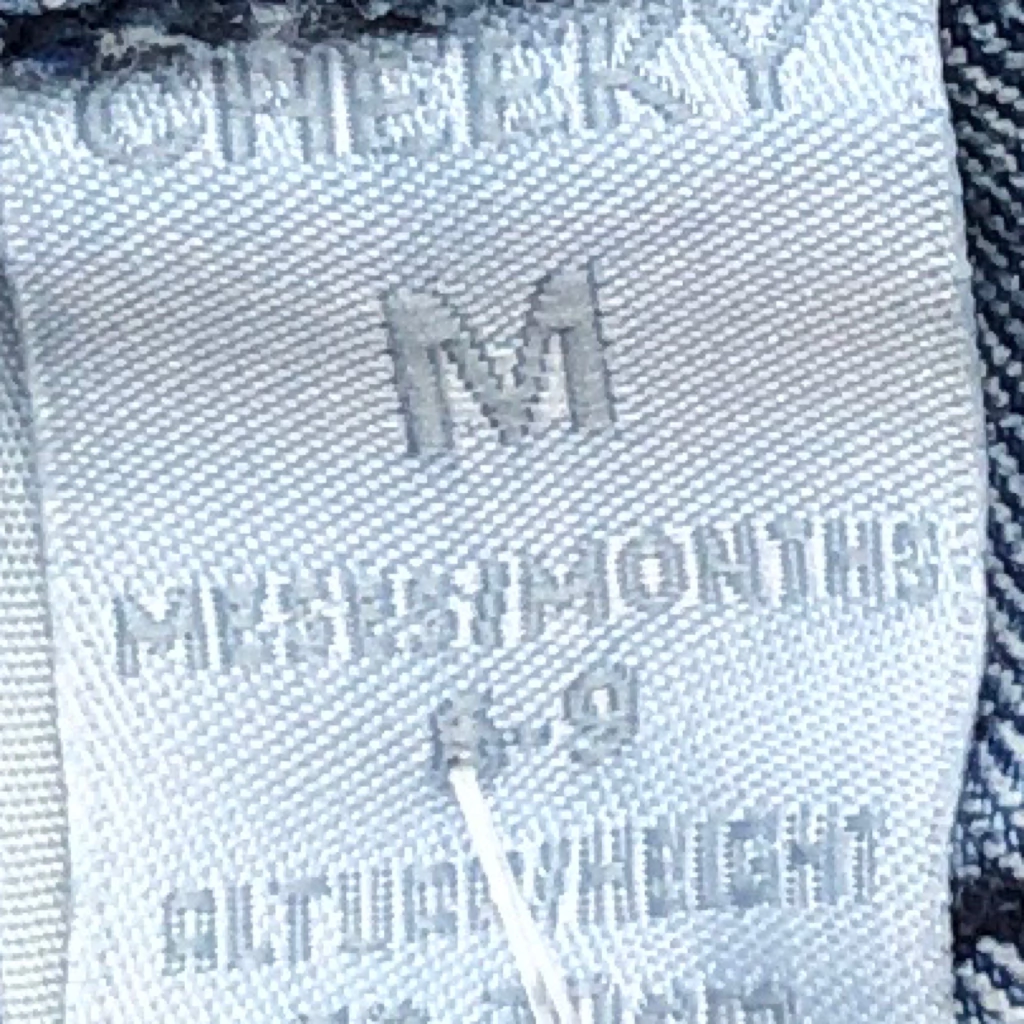 CHEEKY
M
MESES/MONTHS
6-9
ALTURA/HEIGHT